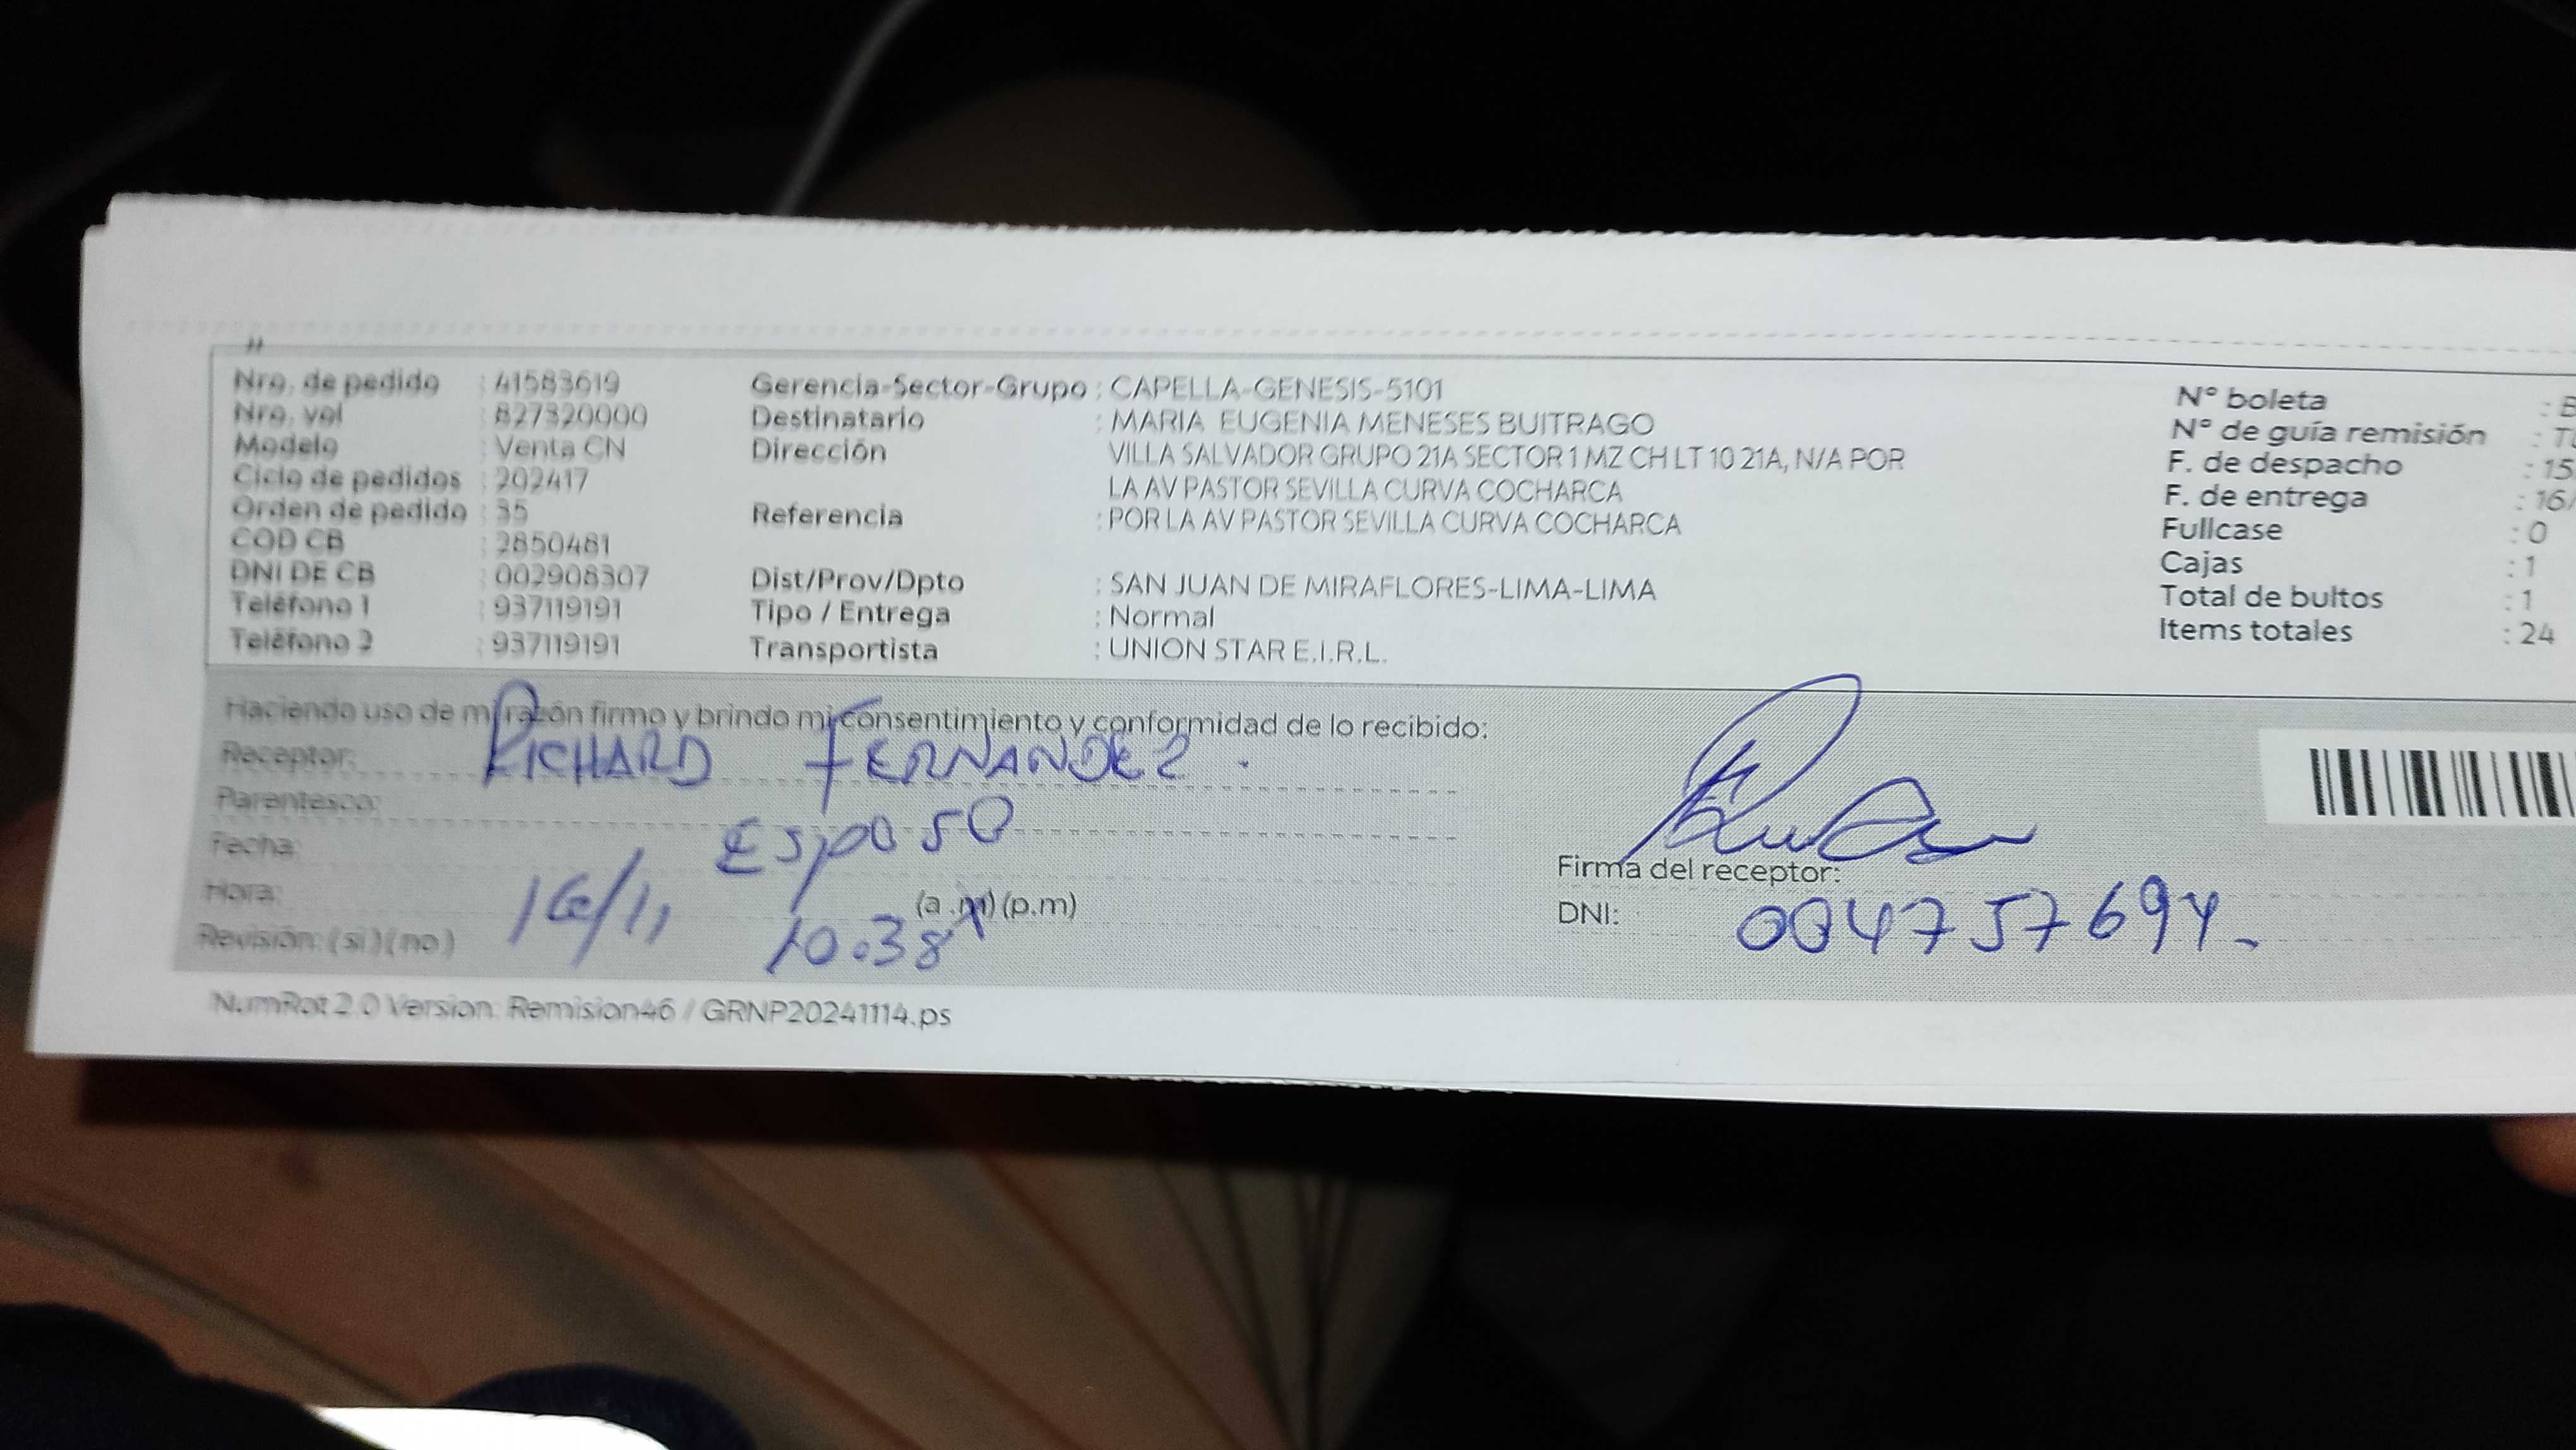 Nro. de pedido : 41583619
Nro. vol : 827320000
Modelo : Venta CN
Ciclo de pedidos : 202417
Orden de pedido : 35
COD CB : 2850481
DNI DE CB : 002908307
Teléfono 1 : 937119191
Teléfono 2 : 937119191
Gerencia-Sector-Grupo : CAPELLA-GENESIS-5101
Destinatario : MARIA EUGENIA MENESES BUITRAGO
Dirección VILLA SALVADOR GRUPO 21A SECTOR 1 MZ CH LT 10 21A, N/A POR
LA AV PASTOR SEVILLA CURVA COCHARCA
Referencia : POR LA AV PASTOR SEVILLA CURVA COCHARCA
Dist/Prov/Dpto : SAN JUAN DE MIRAFLORES-LIMA-LIMA
Tipo / Entrega : Normal
Transportista : UNION STAR E.I.R.L.
N° boleta : B
N° de guía remisión :
F. de despacho : 15
F. de entrega : 16/
Fullcase : 0
Cajas : 1
Total de bultos : 1
Items totales : 24
Haciendo uso de mi razón firmo y brindo mi consentimiento y conformidad de lo recibido:
Receptor: RICHARD FERNANDEZ.
Parentesco: Esposo
Fecha: 16/11
Hora: 10:38 (a.m) (p.m)
Revisión: (si) (no)
Firma del receptor:
DNI: 004757694.
NumRot 2.0 Version: Remision46 / GRNP20241114.ps